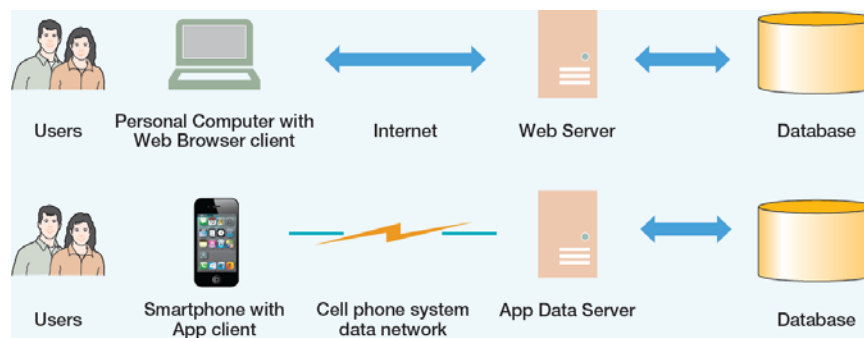 Users
Personal Computer with
Web Browser client
Internet
Web Server
Database
Users
Smartphone with
App client
Cell phone system
data network
App Data Server
Database